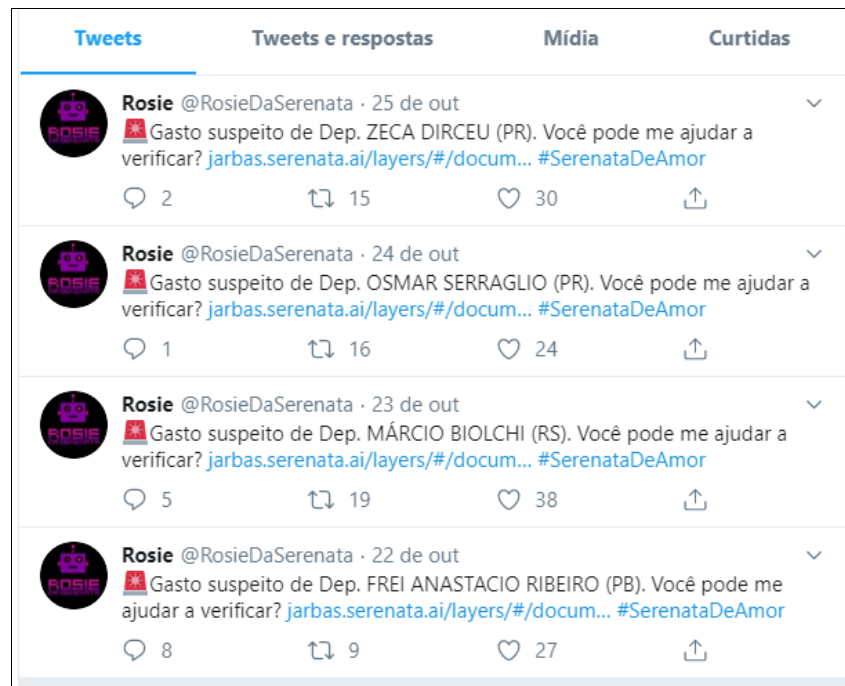 Tweets Tweets e respostas Mídia Curtidas
Rosie @RosieDaSerenata · 25 de out
🚨Gasto suspeito de Dep. ZECA DIRCEU (PR). Você pode me ajudar a
verificar? jarbas.serenata.ai/layers/#/docum... #SerenataDeAmor
2 15 30
Rosie @RosieDaSerenata · 24 de out
🚨Gasto suspeito de Dep. OSMAR SERRAGLIO (PR). Você pode me ajudar a
verificar? jarbas.serenata.ai/layers/#/docum... #SerenataDeAmor
1 16 24
Rosie @RosieDaSerenata · 23 de out
🚨Gasto suspeito de Dep. MÁRCIO BIOLCHI (RS). Você pode me ajudar a
verificar? jarbas.serenata.ai/layers/#/docum... #SerenataDeAmor
5 19 38
Rosie @RosieDaSerenata · 22 de out
🚨Gasto suspeito de Dep. FREI ANASTACIO RIBEIRO (PB). Você pode me
ajudar a verificar? jarbas.serenata.ai/layers/#/docum... #SerenataDeAmor
8 9 27
ROSIE
ROSIE
ROSIE
ROSIE